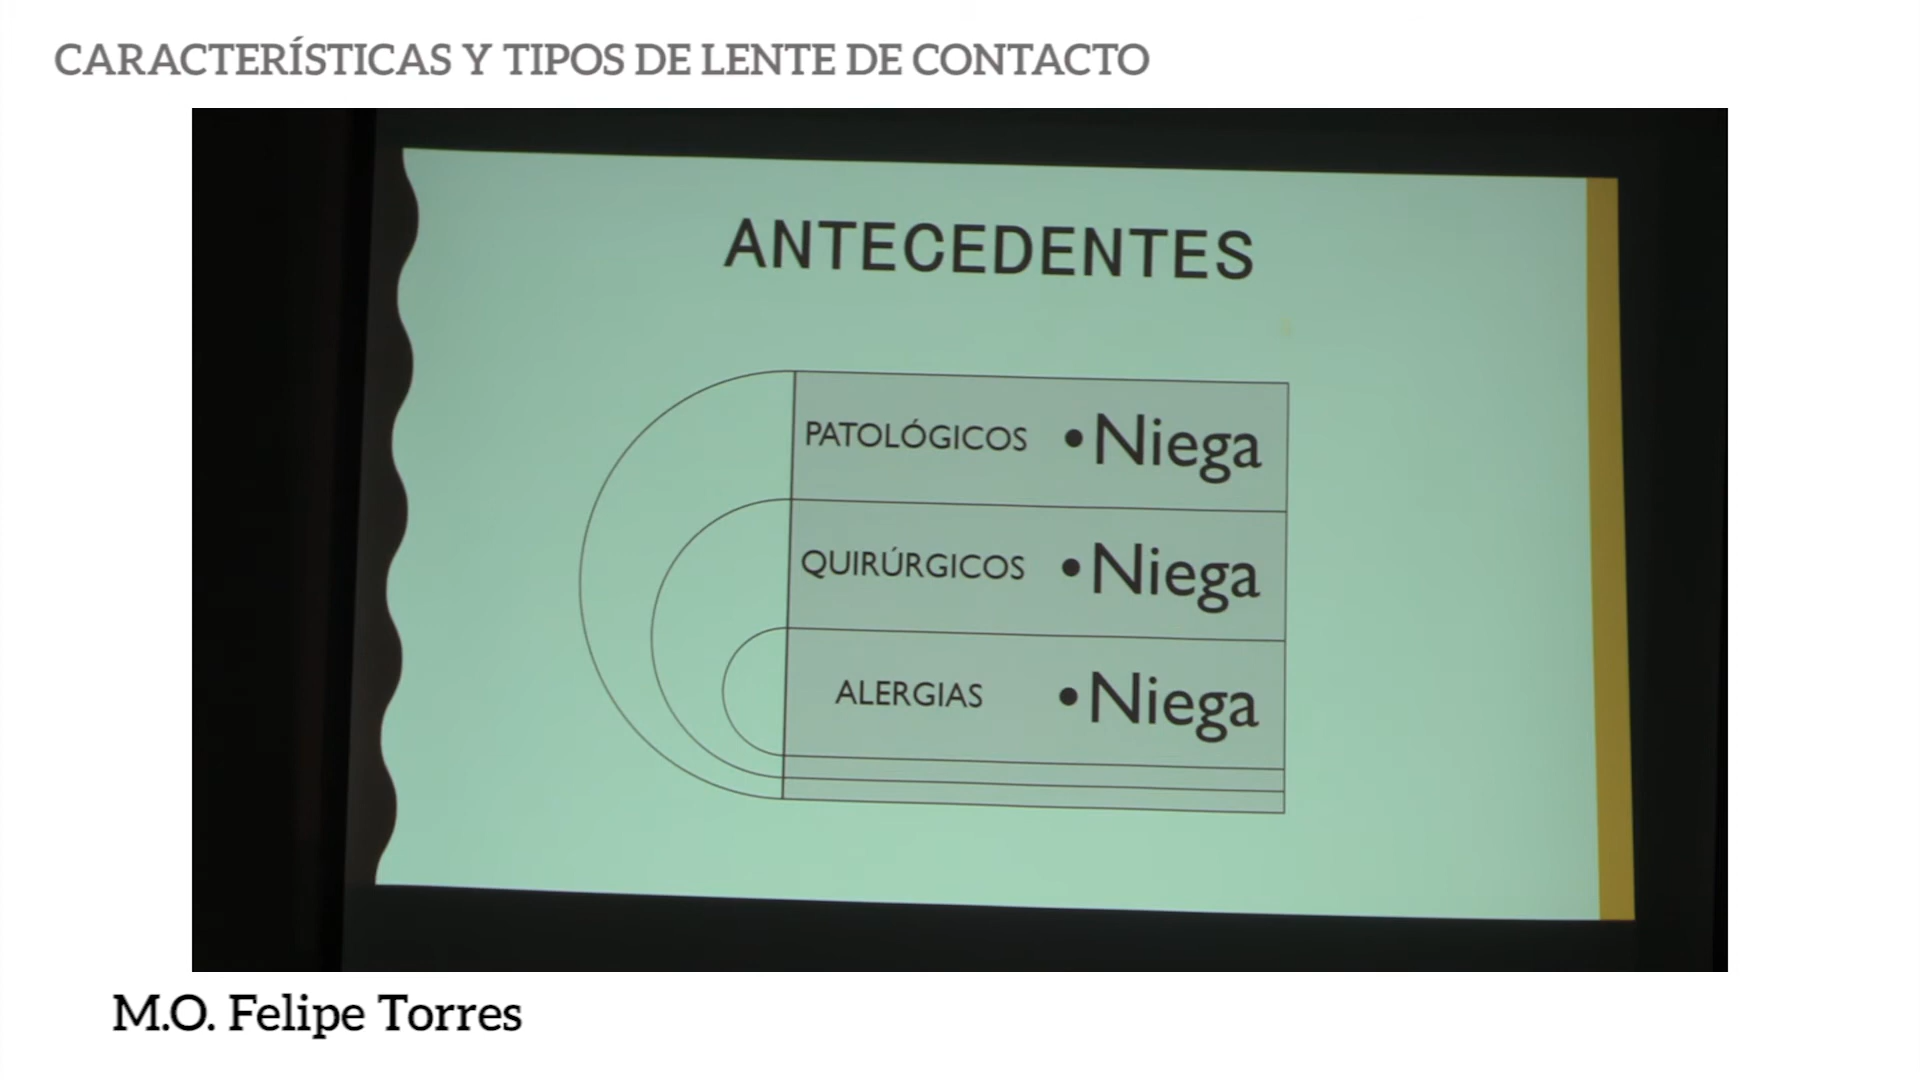 CARACTERÍSTICAS Y TIPOS DE LENTE DE CONTACTO
ANTECEDENTES
PATOLÓGICOS •Niega
QUIRÚRGICOS •Niega
ALERGIAS •Niega
M.O. Felipe Torres